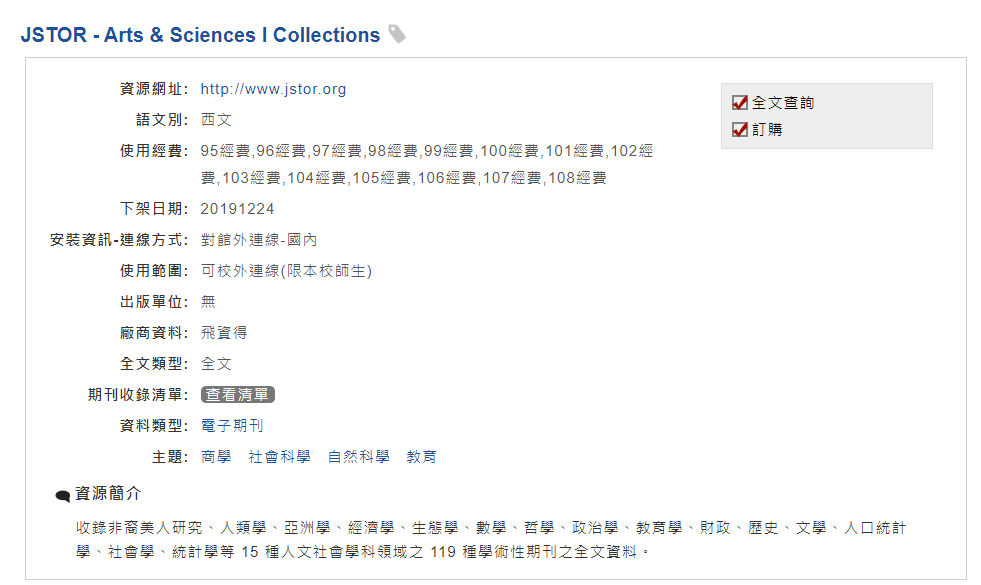 JSTOR - Arts & Sciences I Collections
資源網址: http://www.jstor.org
全文查詢
訂購
語文別: 西文
使用經費: 95經費,96經費,97經費,98經費,99經費,100經費,101經費,102經
費,103經費,104經費,105經費,106經費,107經費,108經費
下架日期: 20191224
安裝資訊-連線方式: 對館外連線-國內
使用範圍: 可校外連線(限本校師生)
出版單位: 無
廠商資料: 飛資得
全文類型: 全文
期刊收錄清單: 查看清單
資料類型: 電子期刊
主題: 商學 社會科學 自然科學 教育
資源簡介
收錄非裔美人研究、人類學、亞洲學、經濟學、生態學、數學、哲學、政治學、教育學、財政、歷史、文學、人口統計
學、社會學、統計學等 15 種人文社會學科領域之 119 種學術性期刊之全文資料。